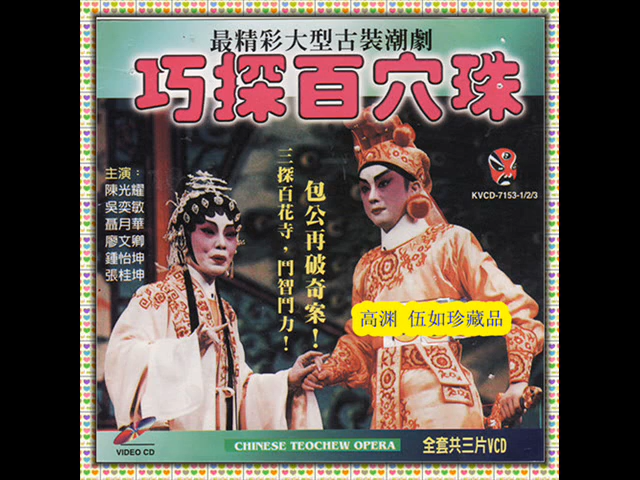 最精彩大型古裝潮劇
巧探百穴珠
主演：
陳光耀
吳奕敏
聶月華
廖文卿
鍾怡坤
張桂坤
包公再破奇案！
三探百花寺，鬥智鬥力！
KVCD-7153-1/2/3
高渊 伍如珍藏品
VIDEO CD
CHINESE TEOCHEW OPERA
全套共三片VCD